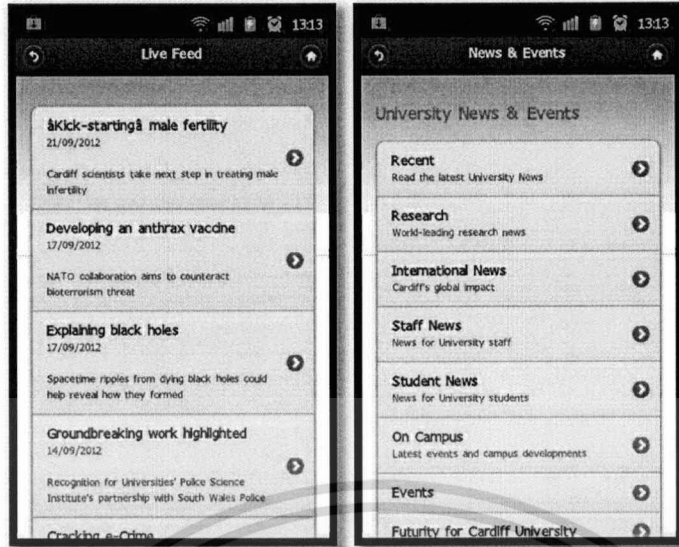 13:13
Live Feed
âKick-startingâ male fertility
21/09/2012
Cardiff scientists take next step in treating male
infertility
Developing an anthrax vaccine
17/09/2012
NATO collaboration aims to counteract
bioterrorism threat
Explaining black holes
17/09/2012
Spacetime ripples from dying black holes could
help reveal how they formed
Groundbreaking work highlighted
14/09/2012
Recognition for Universities' Police Science
Institute's partnership with South Wales Police
Cracking e-Crime
13:13
News & Events
University News & Events
Recent
Read the latest University News
Research
World-leading research news
International News
Cardiff's global impact
Staff News
News for University staff
Student News
News for University students
On Campus
Latest events and campus developments
Events
Futurity for Cardiff University